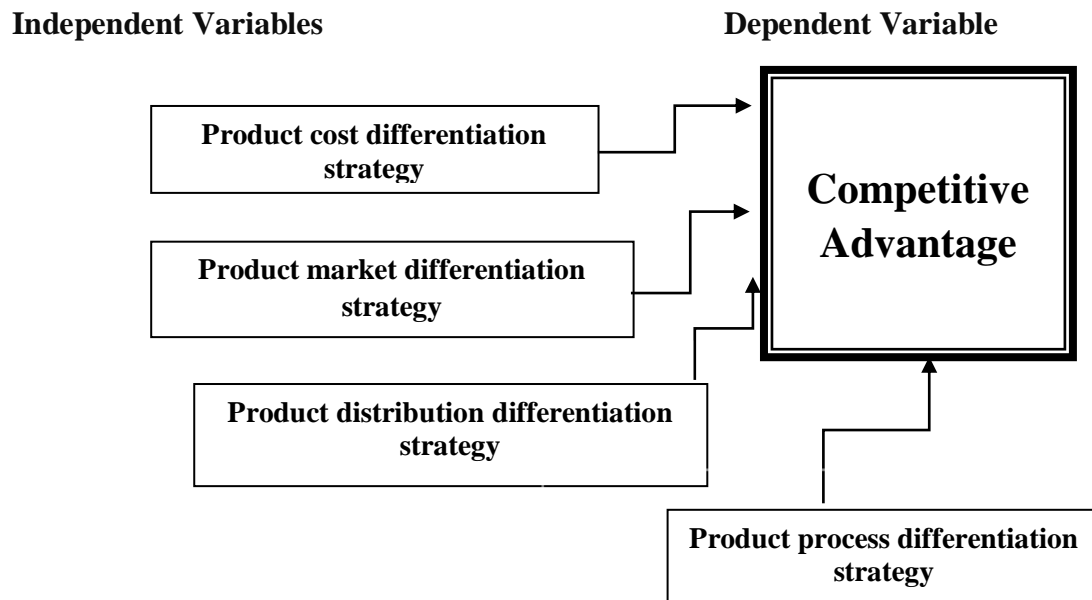 Independent Variables
Dependent Variable
Product cost differentiation
strategy
Competitive
Advantage
Product market differentiation
strategy
Product distribution differentiation
strategy
Product process differentiation
strategy